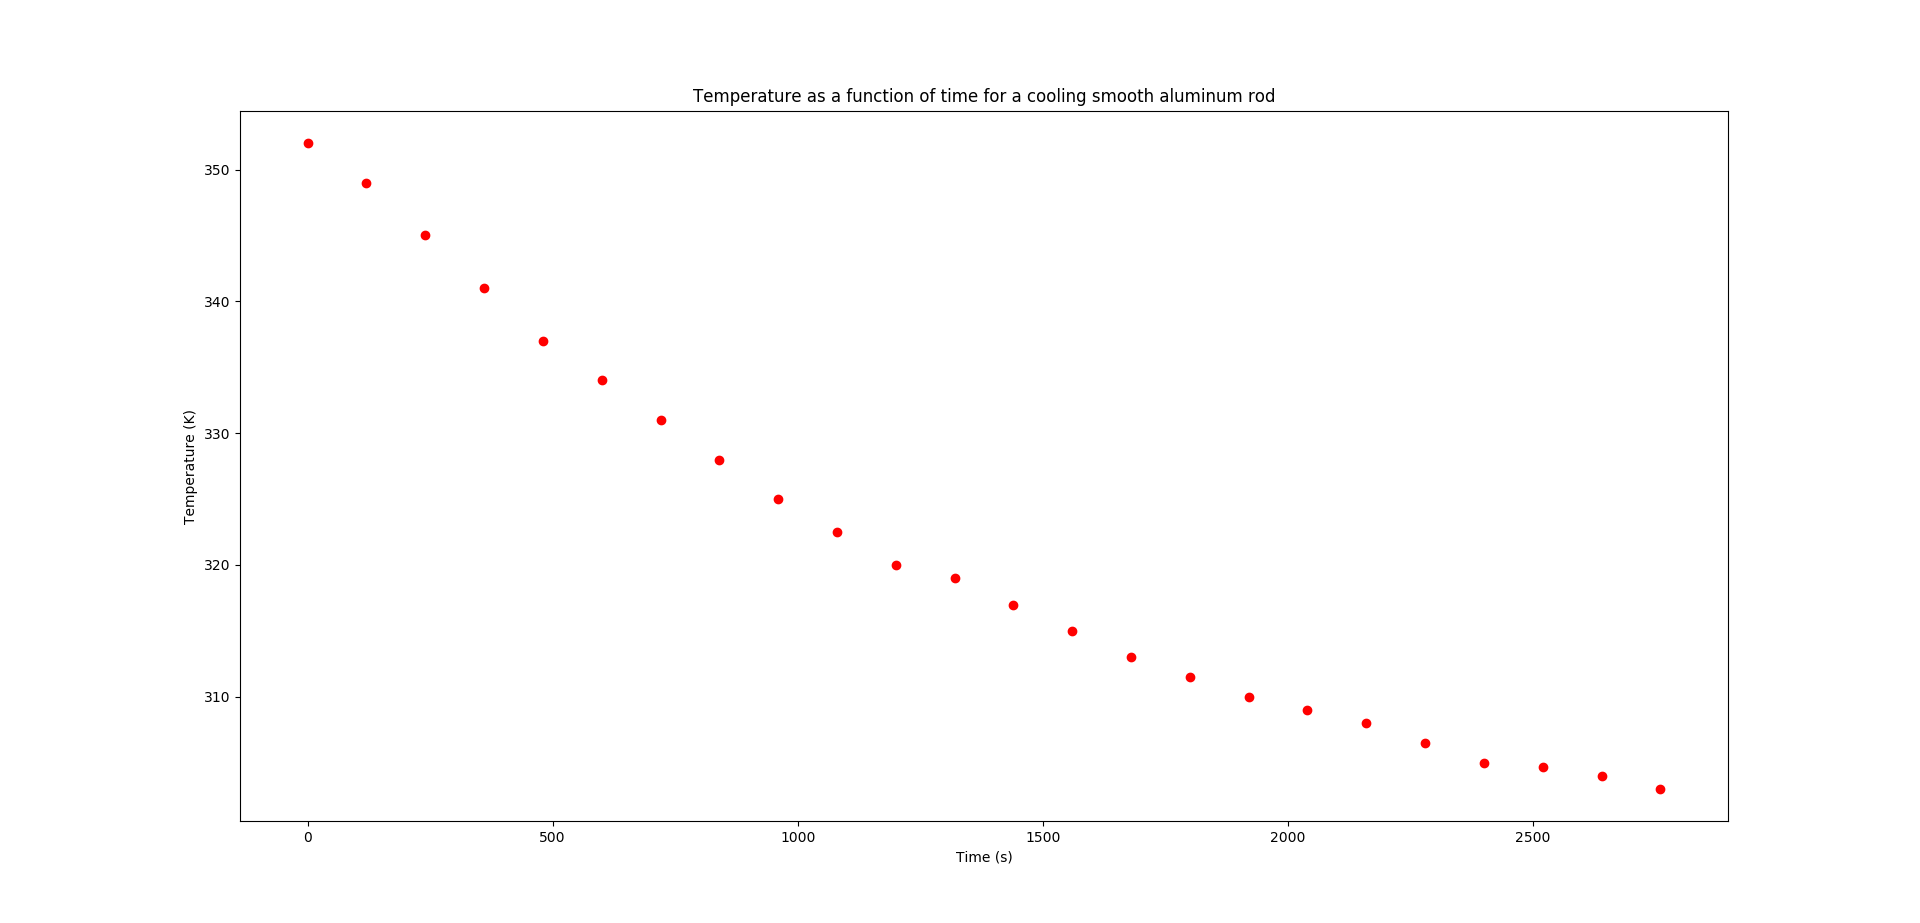 Temperature as a function of time for a cooling smooth aluminum rod
350
340
330
320
310
Temperature (K)
0 500 1000 1500 2000 2500
Time (s)